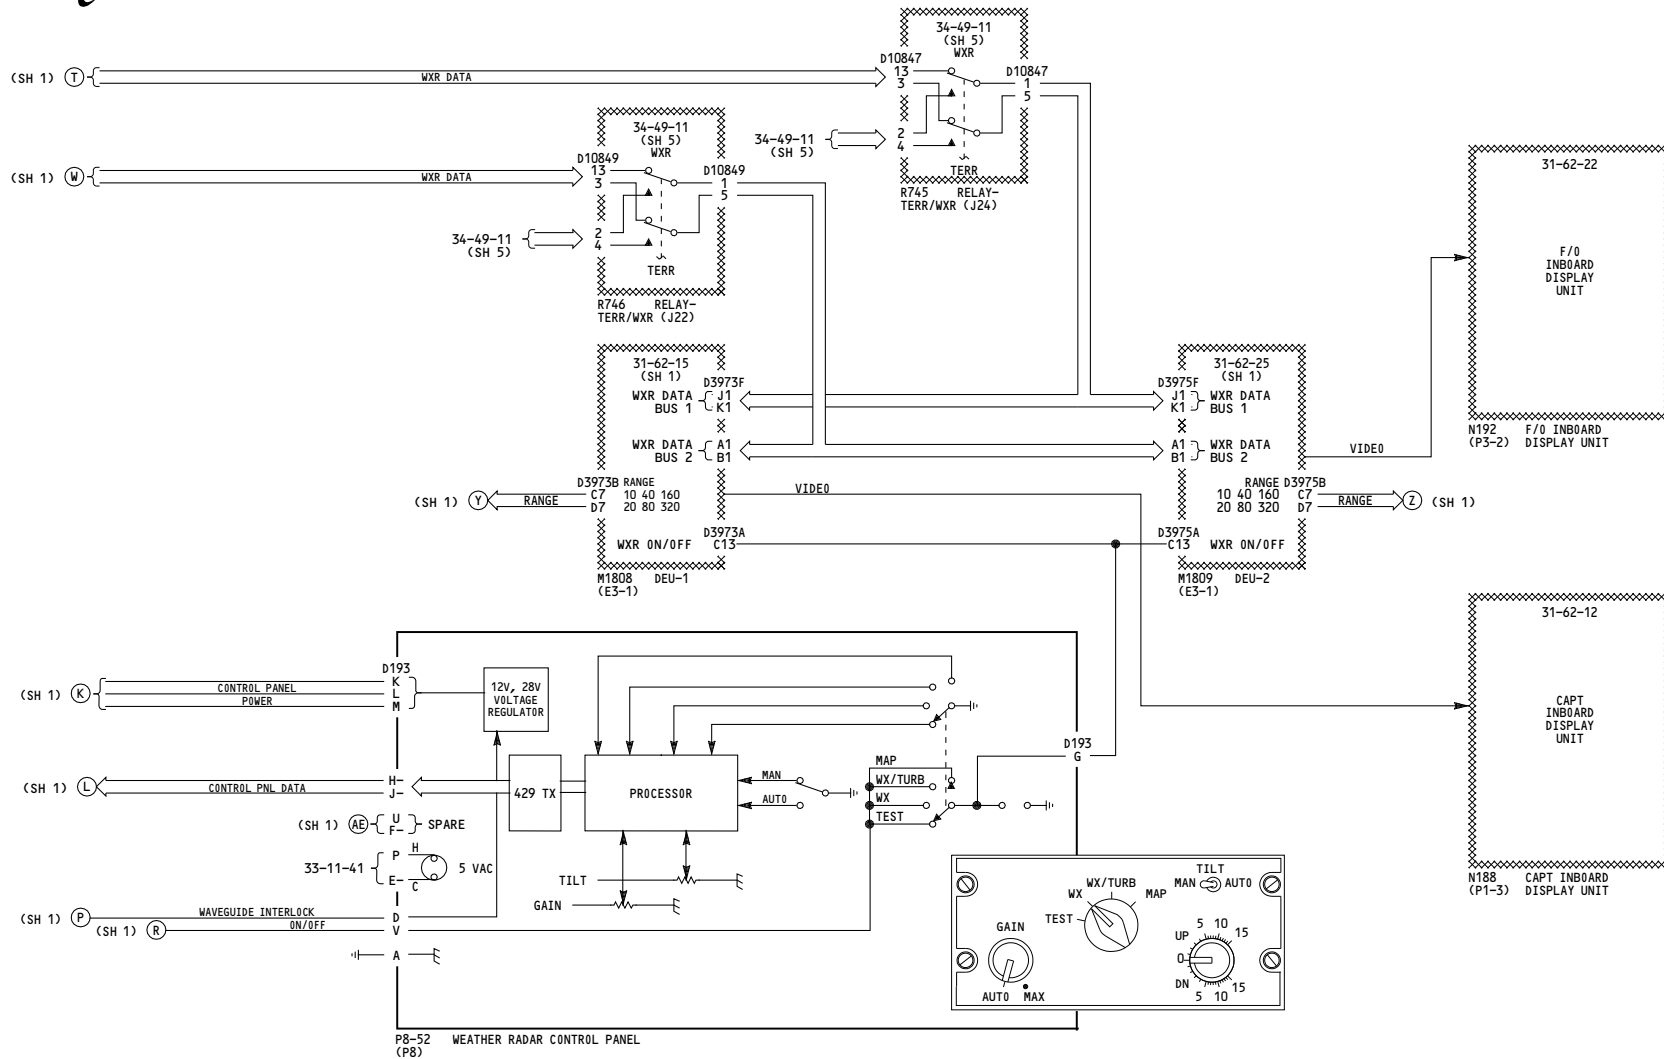 34-49-11
(SH 5)
WXR
D10847
13
3
D10847
1
5
(SH 1) T
WXR DATA
34-49-11
(SH 5)
2
4
TERR
R745 RELAY-
TERR/WXR (J24)
34-49-11
(SH 5)
WXR
D10849
13
3
D10849
1
5
(SH 1) W
WXR DATA
34-49-11
(SH 5)
2
4
TERR
R746 RELAY-
TERR/WXR (J22)
31-62-22
F/O
INBOARD
DISPLAY
UNIT
N192 F/O INBOARD
(P3-2) DISPLAY UNIT
31-62-15
(SH 1)
D3973F
WXR DATA J1
BUS 1 K1
WXR DATA A1
BUS 2 B1
D3973B RANGE
C7 10 40 160
D7 20 80 320
(SH 1) Y
RANGE
VIDEO
D3973A
WXR ON/OFF C13
M1808 DEU-1
(E3-1)
31-62-25
(SH 1)
D3975F
J1 WXR DATA
K1 BUS 1
A1 WXR DATA
B1 BUS 2
VIDEO
RANGE D3975B
10 40 160 C7
20 80 320 D7
RANGE
Z (SH 1)
D3975A
C13 WXR ON/OFF
M1809 DEU-2
(E3-1)
31-62-12
CAPT
INBOARD
DISPLAY
UNIT
N188 CAPT INBOARD
(P1-3) DISPLAY UNIT
D193
K
L
M
(SH 1) K
CONTROL PANEL
POWER
12V, 28V
VOLTAGE
REGULATOR
D193
G
(SH 1) L
CONTROL PNL DATA
H
J
429 TX
PROCESSOR
MAN
AUTO
MAP
WX/TURB
WX
TEST
(SH 1) AE
U
F
SPARE
33-11-41
P H
E C
5 VAC
TILT
GAIN
(SH 1) P
WAVEGUIDE INTERLOCK
D
(SH 1) R
ON/OFF
V
A
TILT
MAN AUTO
WX/TURB
WX
MAP
TEST
GAIN
AUTO MAX
5 10
15
UP
0
DN
15
5 10
P8-52 WEATHER RADAR CONTROL PANEL
(P8)